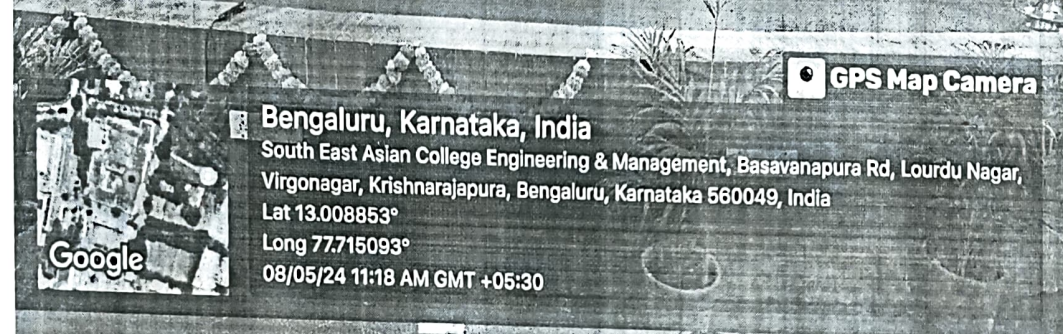 GPS Map Camera
Bengaluru, Karnataka, India
South East Asian College Engineering & Management, Basavanapura Rd, Lourdu Nagar,
Virgonagar, Krishnarajapura, Bengaluru, Karnataka 560049, India
Lat 13.008853°
Long 77.715093°
08/05/24 11:18 AM GMT +05:30
Google